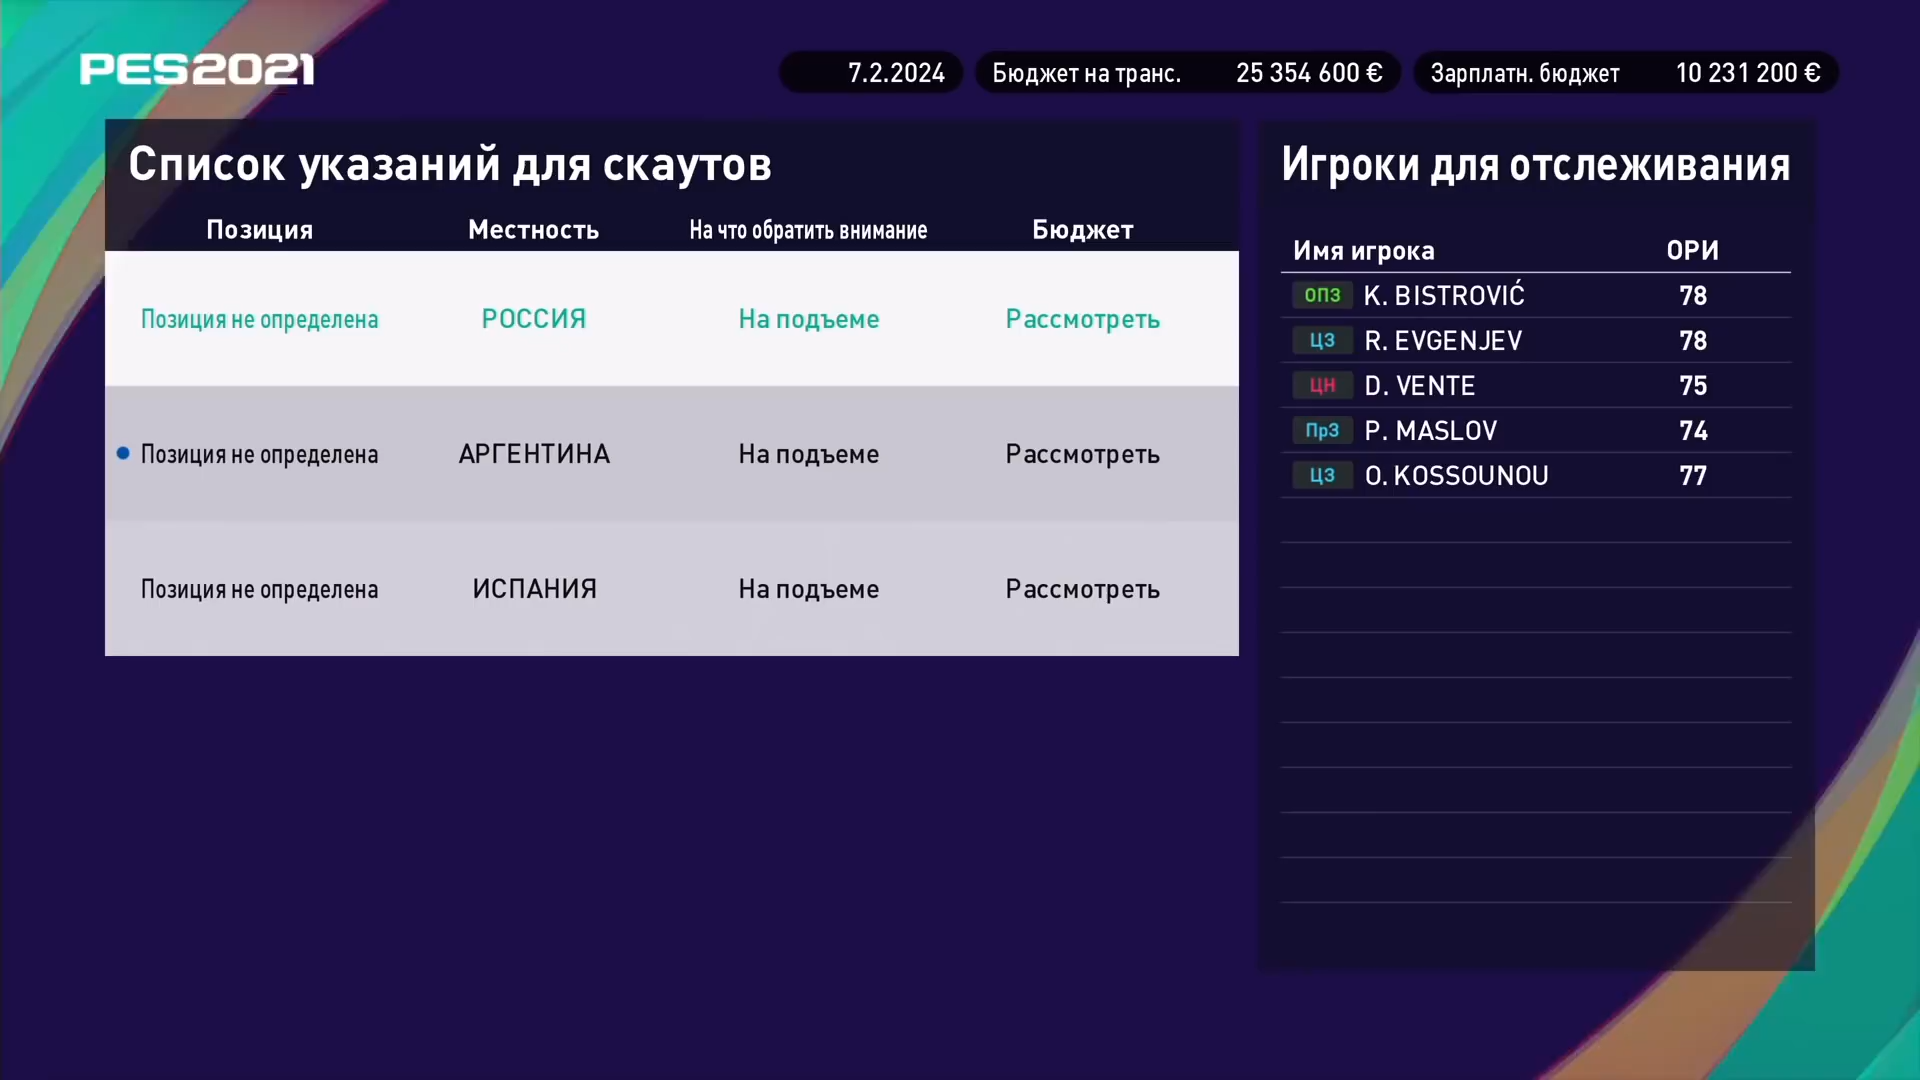 PES2021
7.2.2024
Бюджет на транс. 25 354 600 €
Зарплатн. бюджет 10 231 200 €
Список указаний для скаутов
Позиция Местность На что обратить внимание Бюджет
Позиция не определена РОССИЯ На подъеме Рассмотреть
Позиция не определена АРГЕНТИНА На подъеме Рассмотреть
Позиция не определена ИСПАНИЯ На подъеме Рассмотреть
Игроки для отслеживания
Имя игрока ОРИ
ОПЗ K. BISTROVIĆ 78
ЦЗ R. EVGENJEV 78
ЦН D. VENTE 75
ПрЗ P. MASLOV 74
ЦЗ O. KOSSOUNOU 77